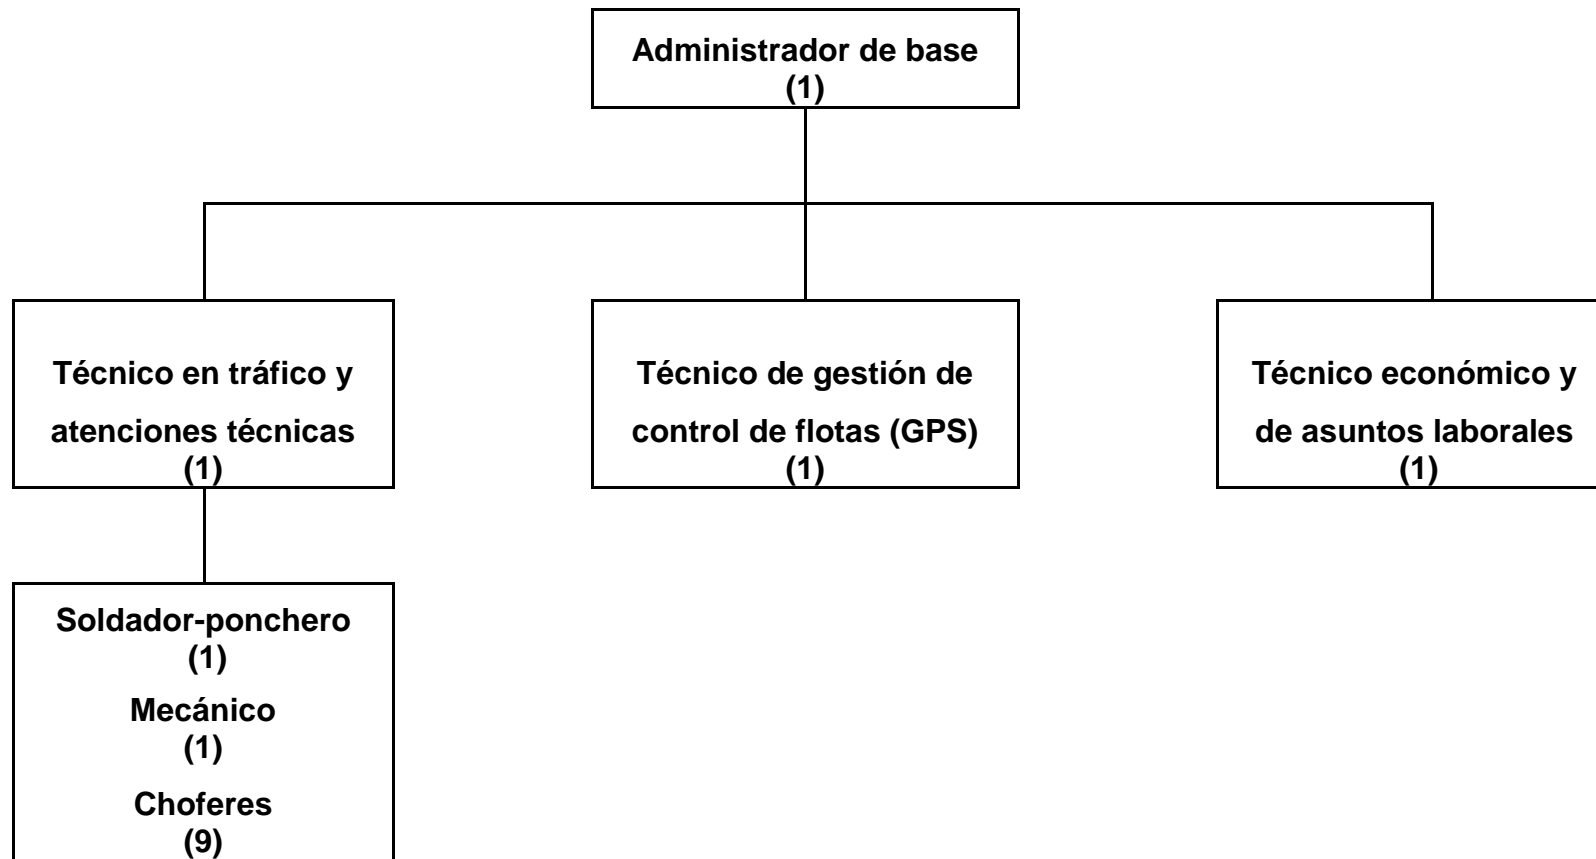 Administrador de base
(1)
Técnico en tráfico y
atenciones técnicas
(1)
Técnico de gestión de
control de flotas (GPS)
(1)
Técnico económico y
de asuntos laborales
(1)
Soldador-ponchero
(1)
Mecánico
(1)
Choferes
(9)